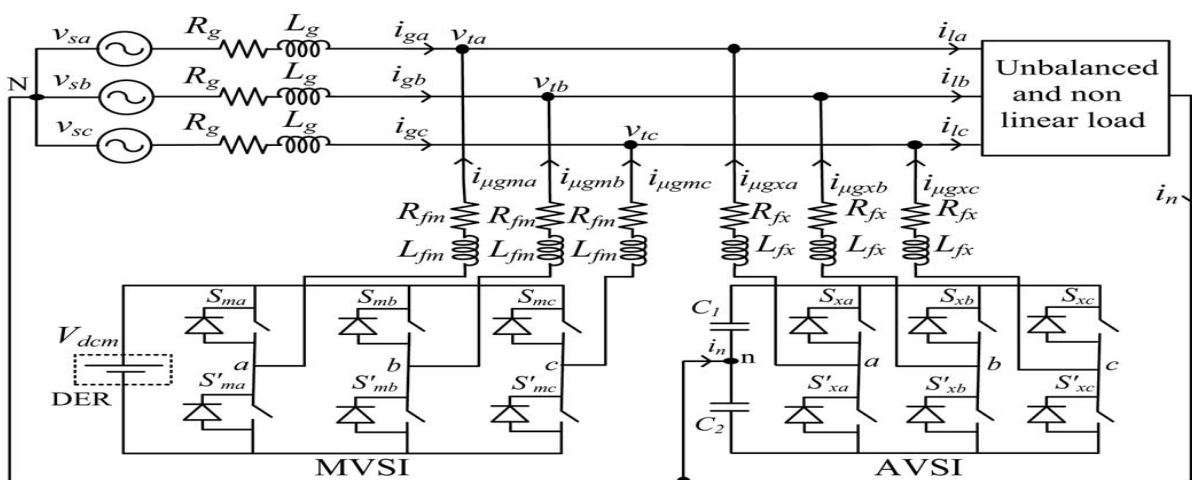 v_sa R_g L_g i_ga v_ta i_la
N v_sb R_g L_g i_gb v_tb i_lb
v_sc R_g L_g i_gc v_tc i_lc
Unbalanced
and non
linear load
i_μgma i_μgmb i_μgmc i_μgxa i_μgxb i_μgxc
i_n
R_fm R_fm R_fm R_fx R_fx R_fx
L_fm L_fm L_fm L_fx L_fx L_fx
S_ma S_mb S_mc C_1 S_xa S_xb S_xc
V_dcm
DER
a b c i_n n a b c
S'_ma S'_mb S'_mc C_2 S'_xa S'_xb S'_xc
MVSI AVSI